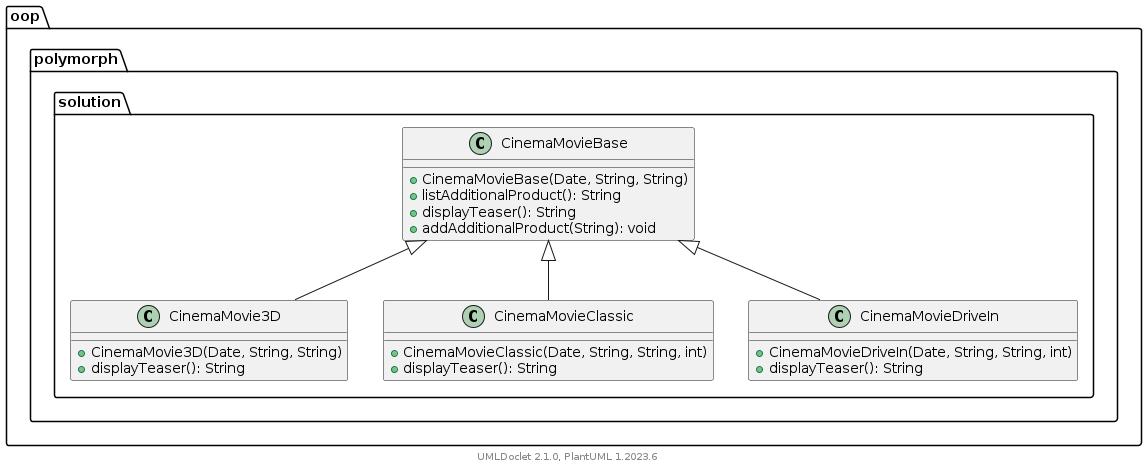 oop
polymorph
solution
C CinemaMovieBase
CinemaMovieBase(Date, String, String)
listAdditionalProduct(): String
displayTeaser(): String
addAdditionalProduct(String): void
C CinemaMovie3D
CinemaMovie3D(Date, String, String)
displayTeaser(): String
C CinemaMovieClassic
CinemaMovieClassic(Date, String, String, int)
displayTeaser(): String
C CinemaMovieDriveIn
CinemaMovieDriveIn(Date, String, String, int)
displayTeaser(): String
UMLDoclet 2.1.0, PlantUML 1.2023.6